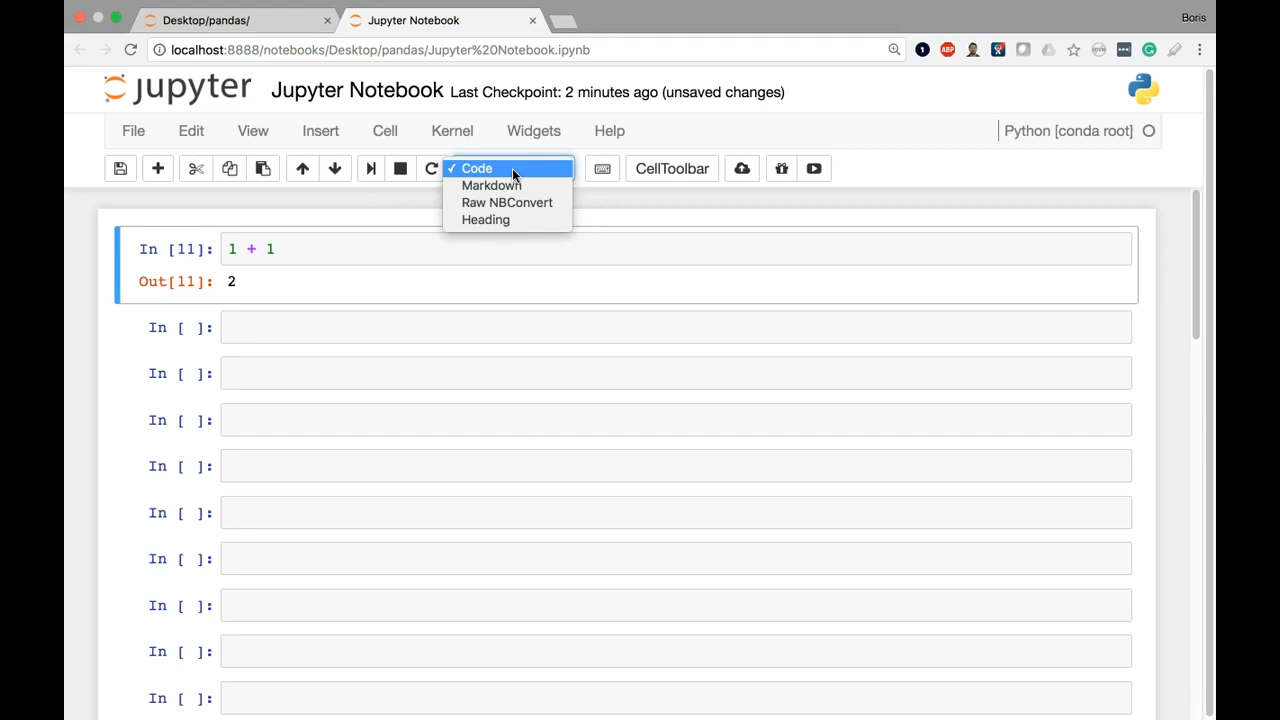 Desktop/pandas/
Jupyter Notebook
Boris
localhost:8888/notebooks/Desktop/pandas/Jupyter%20Notebook.ipynb
1
ABP
jupyter
Jupyter Notebook Last Checkpoint: 2 minutes ago (unsaved changes)
File Edit View Insert Cell Kernel Widgets Help
Python [conda root]
✓ Code
Markdown
Raw NBConvert
Heading
CellToolbar
In [11]: 1 + 1
Out[11]: 2
In [ ]:
In [ ]:
In [ ]:
In [ ]:
In [ ]:
In [ ]:
In [ ]:
In [ ]:
In [ ]: